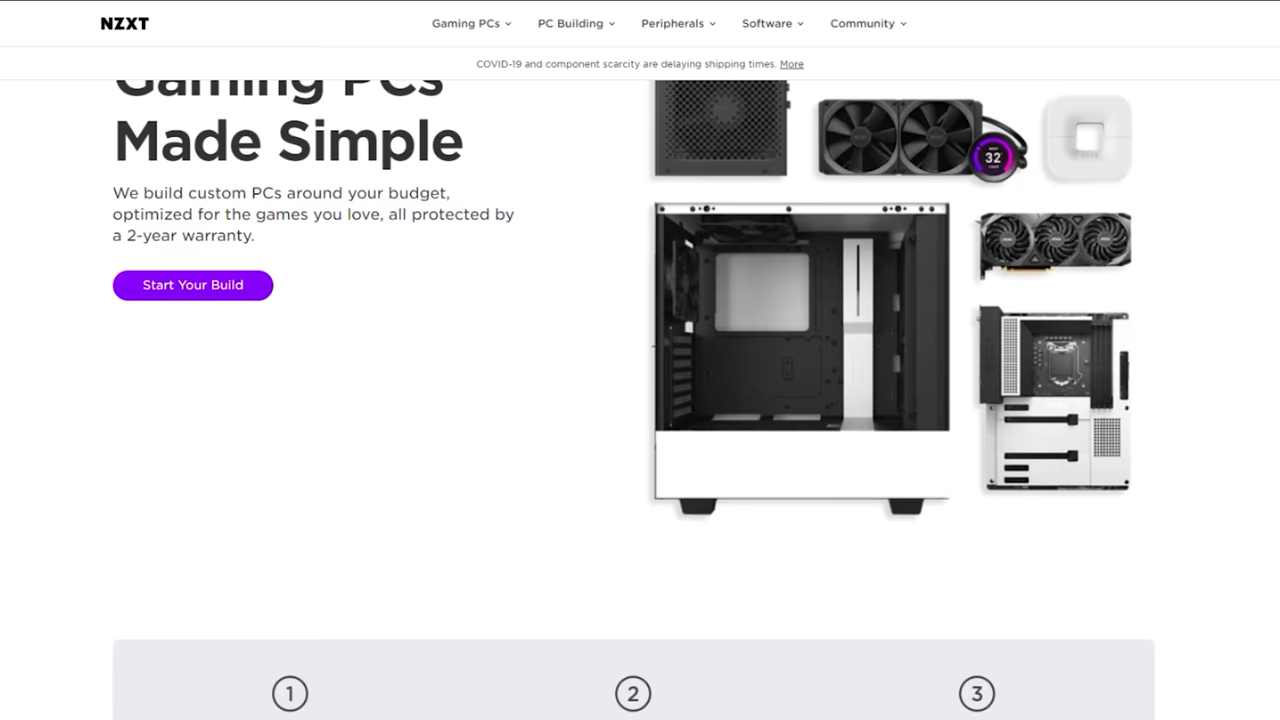 NZXT
Gaming PCs
PC Building
Peripherals
Software
Community
COVID-19 and component scarcity are delaying shipping times. More
Gaming PCs
Made Simple
We build custom PCs around your budget,
optimized for the games you love, all protected by
a 2-year warranty.
Start Your Build
32
1
2
3